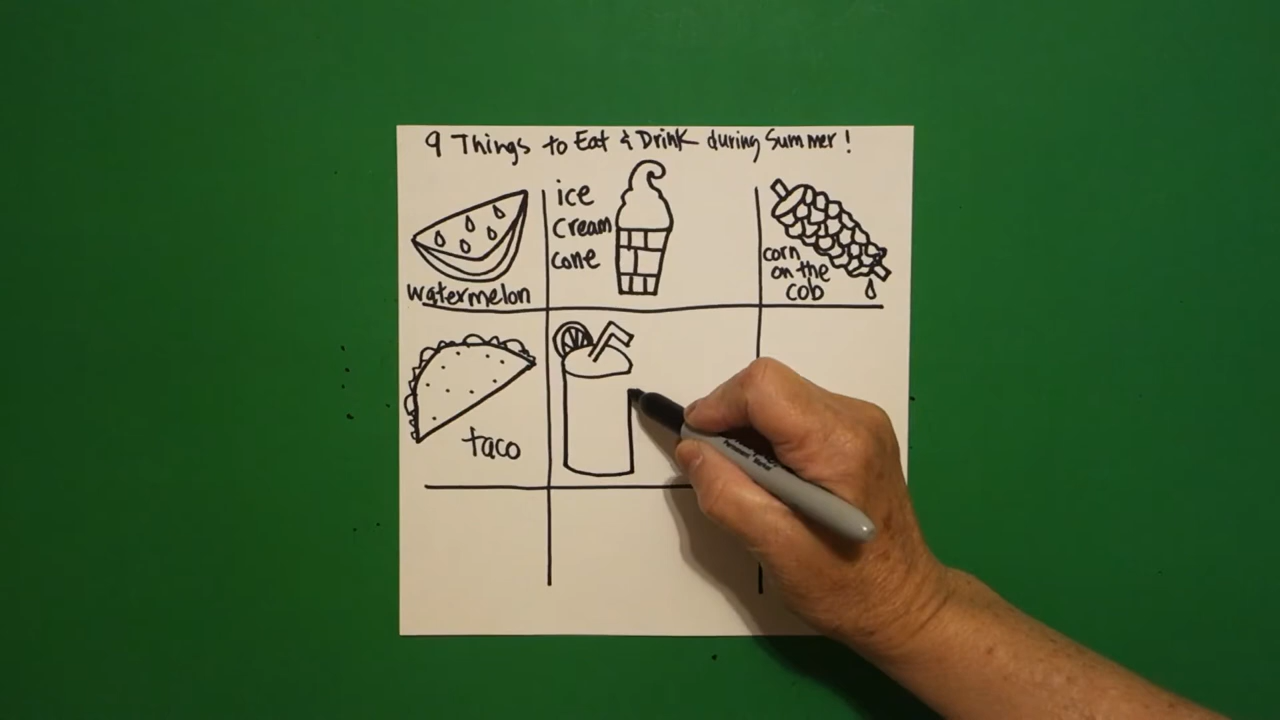 9 Things to Eat & Drink during Summer!
watermelon
ice
cream
cone
corn
on the
cob
taco